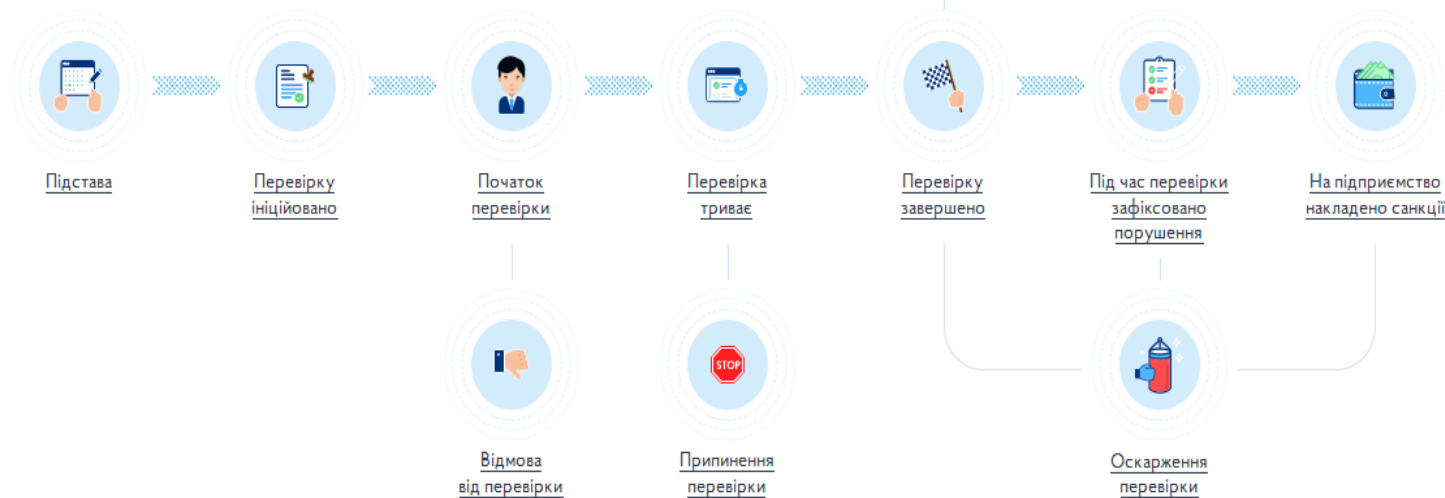 Підстава
Перевірку
ініційовано
Початок
перевірки
Перевірка
триває
Перевірку
завершено
Під час перевірки
зафіксовано
порушення
На підприємство
накладено санкції
STOP
Відмова
від перевірки
Припинення
перевірки
Оскарження
перевірки